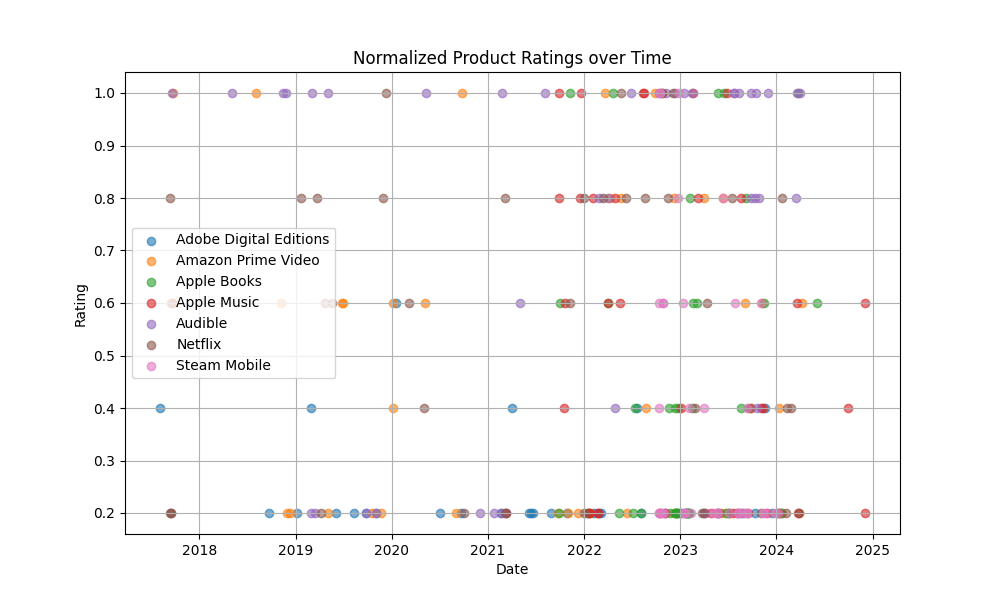 Normalized Product Ratings over Time
1.0
0.9
0.8
0.7
0.6
0.5
0.4
0.3
0.2
Rating
Adobe Digital Editions
Amazon Prime Video
Apple Books
Apple Music
Audible
Netflix
Steam Mobile
2018 2019 2020 2021 2022 2023 2024 2025
Date